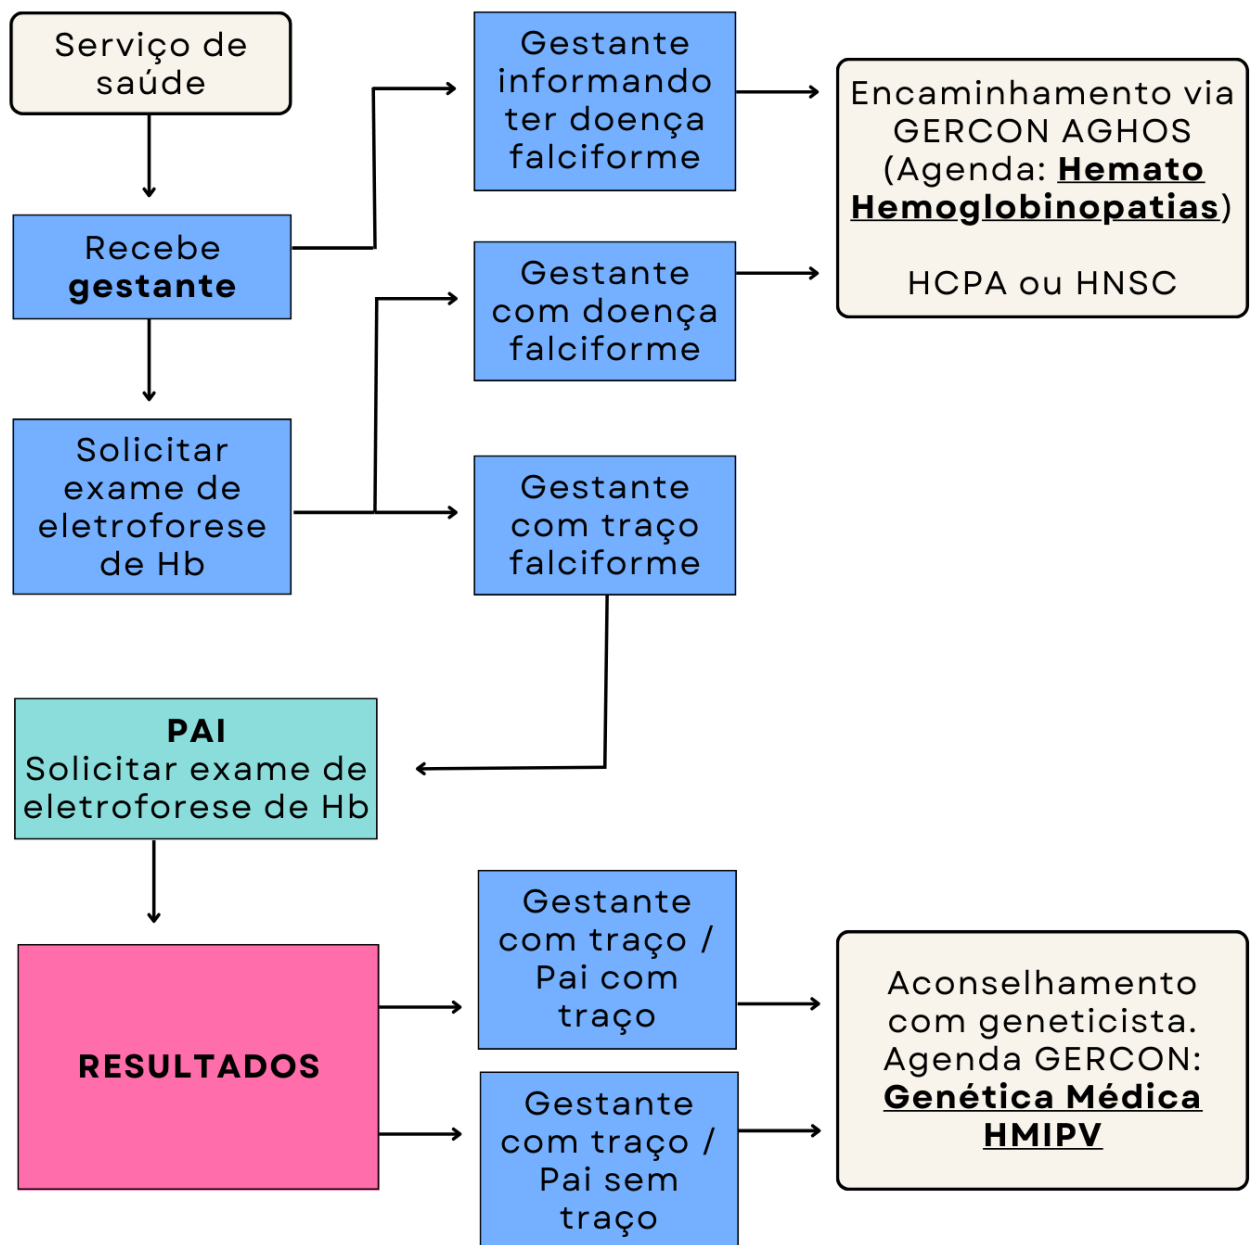 Serviço de
saúde
Recebe
gestante
Solicitar
exame de
eletroforese
de Hb
Gestante
informando
ter doença
falciforme
Gestante
com doença
falciforme
Gestante
com traço
falciforme
Encaminhamento via
GERCON AGHOS
(Agenda: Hemato
Hemoglobinopatias)
HCPA ou HNSC
PAI
Solicitar exame de
eletroforese de Hb
RESULTADOS
Gestante
com traço /
Pai com
traço
Gestante
com traço /
Pai sem
traço
Aconselhamento
com geneticista.
Agenda GERCON:
Genética Médica
HMIPV